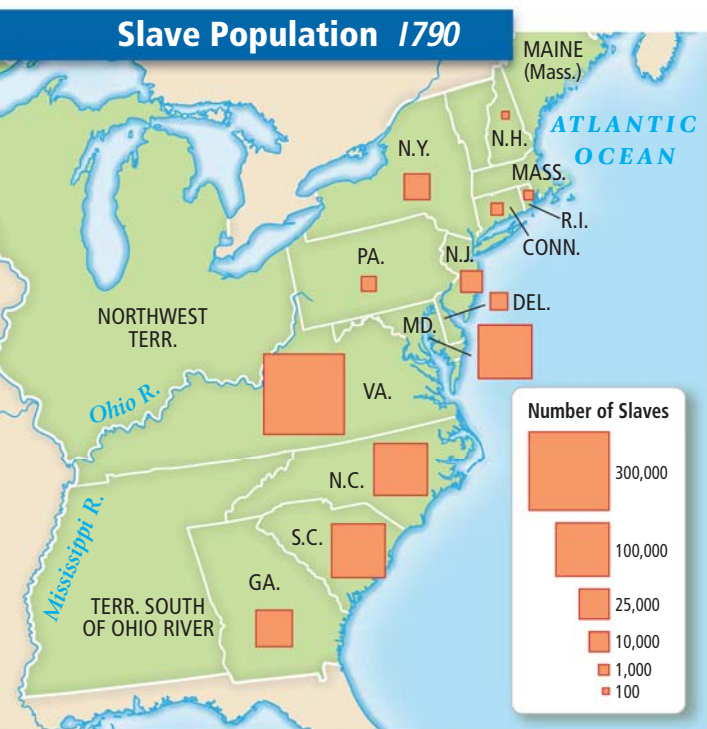 Slave Population 1790
MAINE
(Mass.)
ATLANTIC
OCEAN
N.H.
N.Y.
MASS.
R.I.
CONN.
PA.
N.J.
DEL.
MD.
NORTHWEST
TERR.
VA.
Ohio R.
N.C.
S.C.
GA.
Mississippi R.
TERR. SOUTH
OF OHIO RIVER
Number of Slaves
300,000
100,000
25,000
10,000
1,000
100